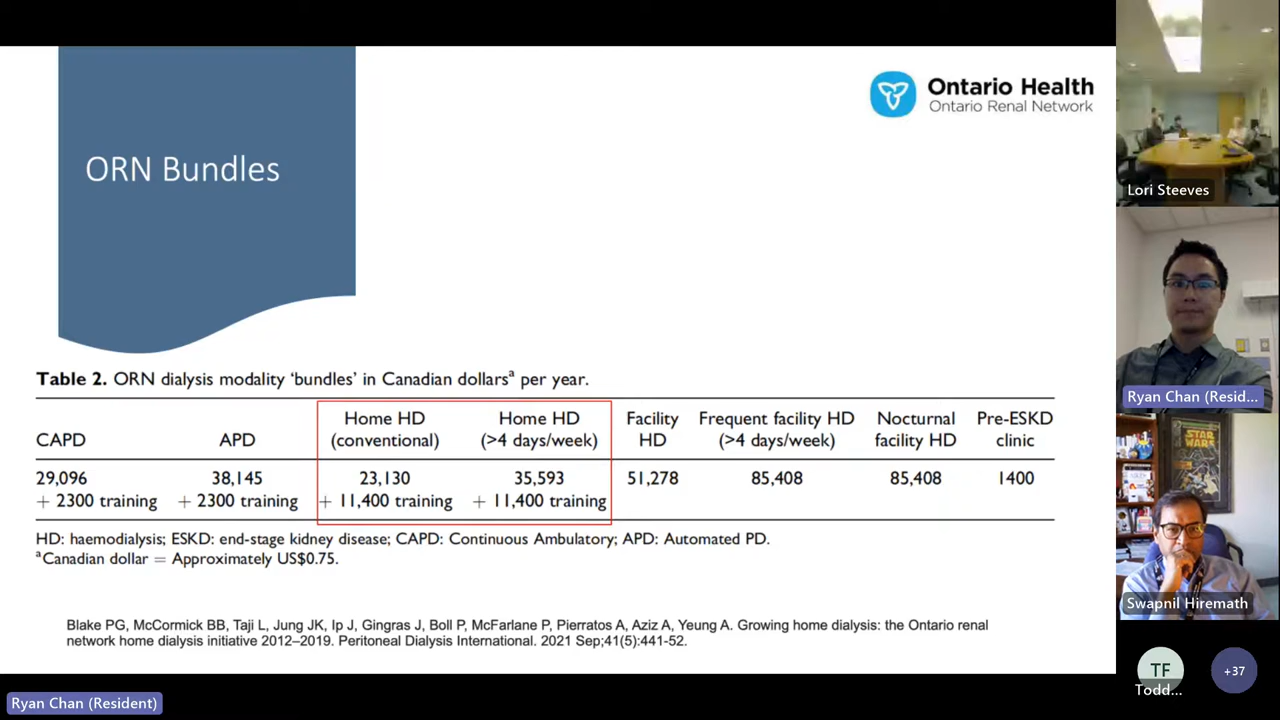 ORN Bundles
Ontario Health
Ontario Renal Network
Table 2. ORN dialysis modality ‘bundles’ in Canadian dollarsa per year.
CAPD APD Home HD (conventional) Home HD (>4 days/week) Facility HD Frequent facility HD (>4 days/week) Nocturnal facility HD Pre-ESKD clinic
29,096 38,145 23,130 35,593 51,278 85,408 85,408 1400
+ 2300 training + 2300 training + 11,400 training + 11,400 training
HD: haemodialysis; ESKD: end-stage kidney disease; CAPD: Continuous Ambulatory; APD: Automated PD.
aCanadian dollar = Approximately US$0.75.
Blake PG, McCormick BB, Taji L, Jung JK, Ip J, Gingras J, Boll P, McFarlane P, Pierratos A, Aziz A, Yeung A. Growing home dialysis: the Ontario renal
network home dialysis initiative 2012–2019. Peritoneal Dialysis International. 2021 Sep;41(5):441-52.
Ryan Chan (Resident)
Lori Steeves
Ryan Chan (Resid...
STAR WARS
Swapnil Hiremath
TF
Todd...
+37